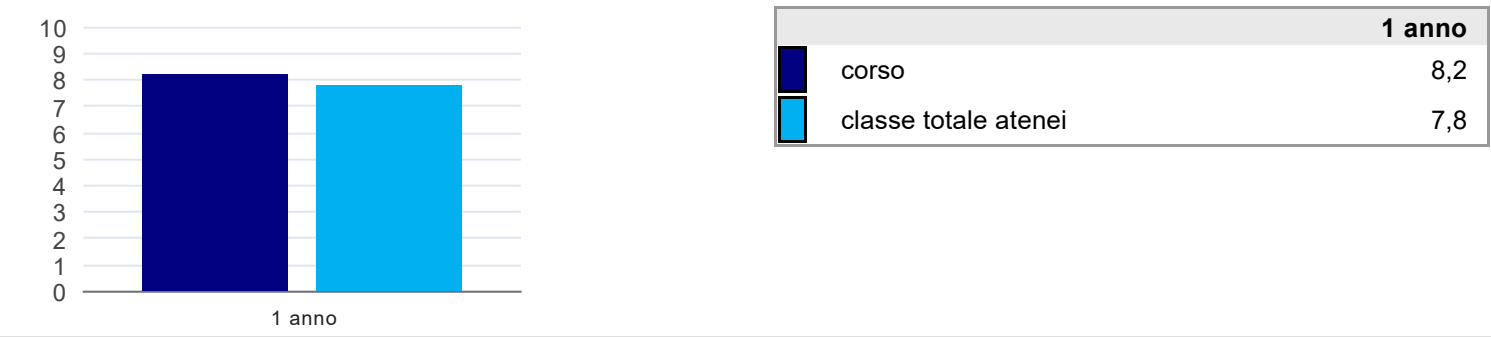 10
9
8
7
6
5
4
3
2
1
0
1 anno
1 anno
corso 8,2
classe totale atenei 7,8